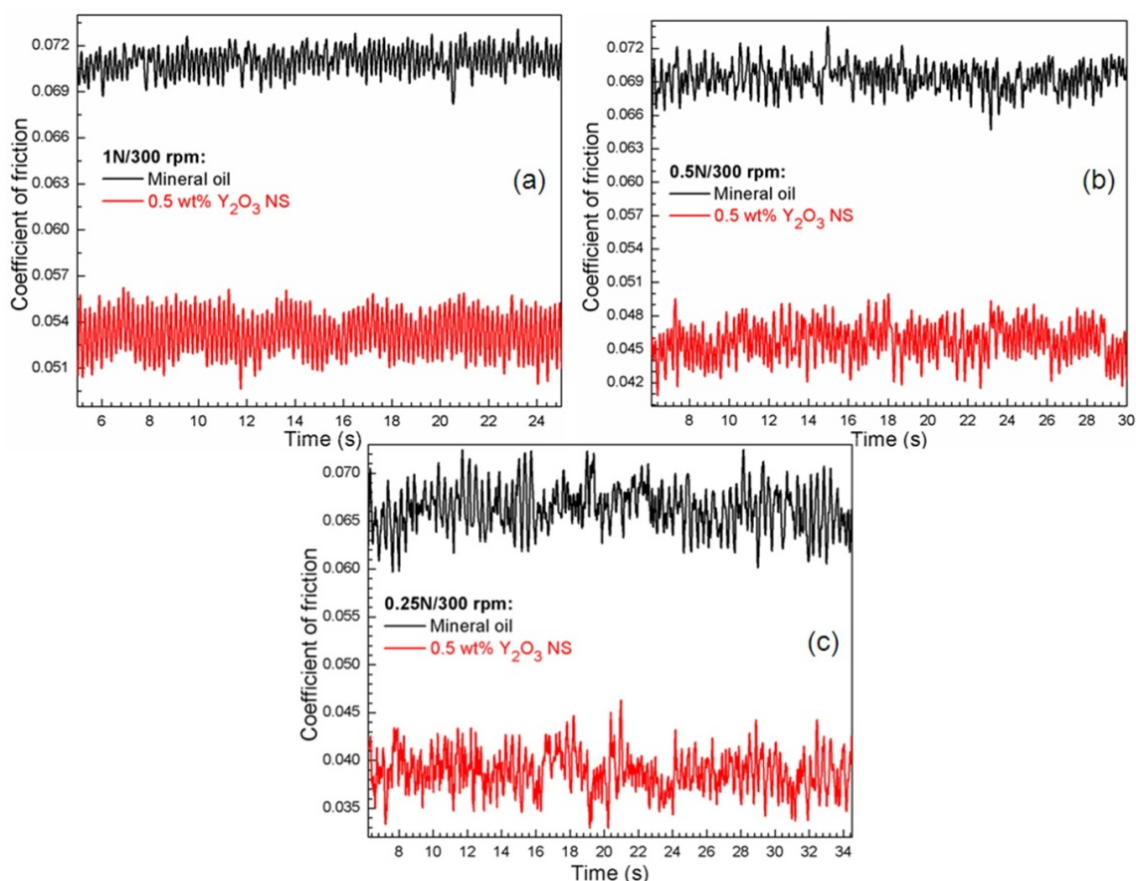 0.072
0.069
0.066
0.063
0.060
0.057
0.054
0.051
Coefficient of friction
1N/300 rpm:
Mineral oil
0.5 wt% Y₂O₃ NS
(a)
6 8 10 12 14 16 18 20 22 24
Time (s)
0.072
0.069
0.066
0.063
0.060
0.057
0.054
0.051
0.048
0.045
0.042
Coefficient of friction
0.5N/300 rpm:
Mineral oil
0.5 wt% Y₂O₃ NS
(b)
8 10 12 14 16 18 20 22 24 26 28 30
Time (s)
0.070
0.065
0.060
0.055
0.050
0.045
0.040
0.035
Coefficient of friction
0.25N/300 rpm:
Mineral oil
0.5 wt% Y₂O₃ NS
(c)
8 10 12 14 16 18 20 22 24 26 28 30 32 34
Time (s)